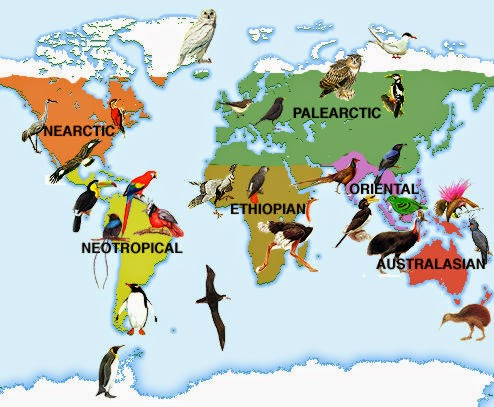 PALEARCTIC
NEARCTIC
ORIENTAL
ETHIOPIAN
NEOTROPICAL
AUSTRALASIAN